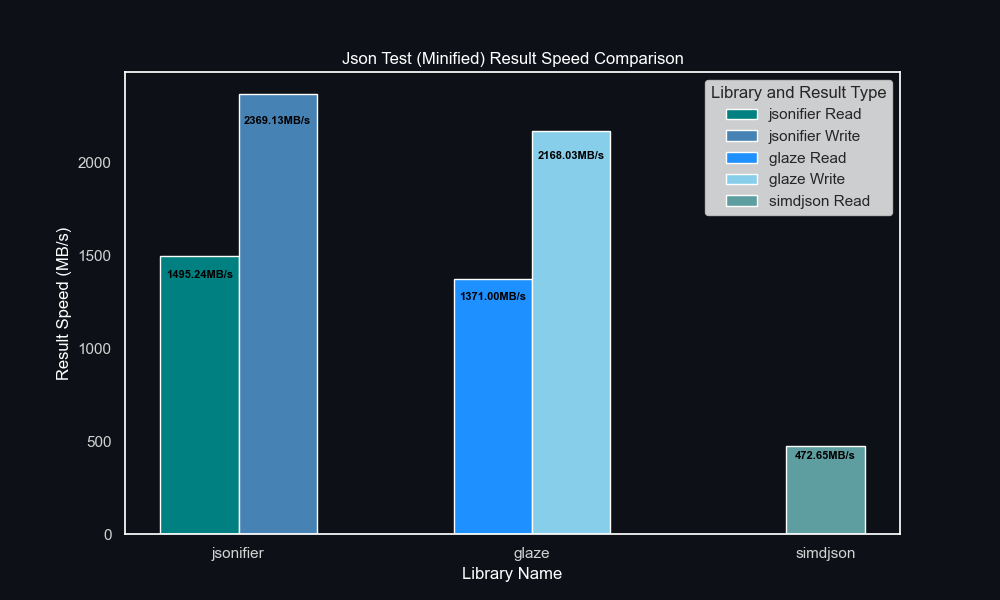 Json Test (Minified) Result Speed Comparison
Library and Result Type
jsonifier Read
jsonifier Write
glaze Read
glaze Write
simdjson Read
Result Speed (MB/s)
2000
1500
1000
500
0
2369.13MB/s
1495.24MB/s
2168.03MB/s
1371.00MB/s
472.65MB/s
jsonifier
glaze
simdjson
Library Name